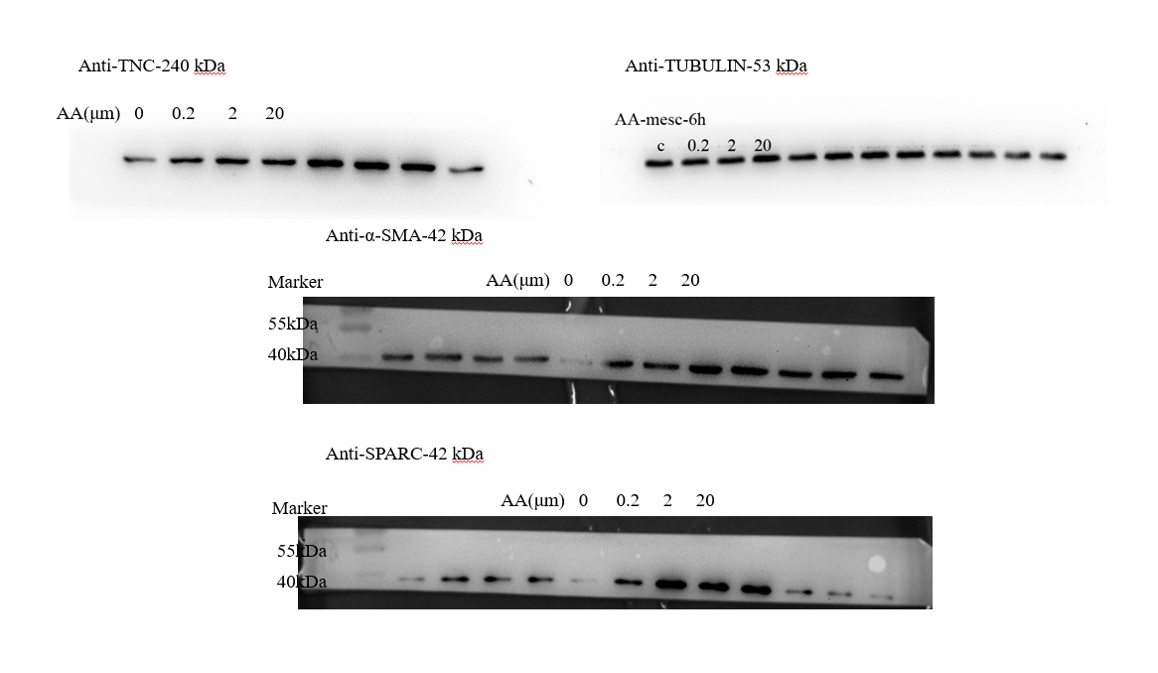 Anti-TNC-240 kDa
AA(μm) 0 0.2 2 20
Anti-TUBULIN-53 kDa
AA-mesc-6h
c 0.2 2 20
Anti-α-SMA-42 kDa
Marker AA(μm) 0 0.2 2 20
55kDa
40kDa
Anti-SPARC-42 kDa
Marker AA(μm) 0 0.2 2 20
55kDa
40kDa